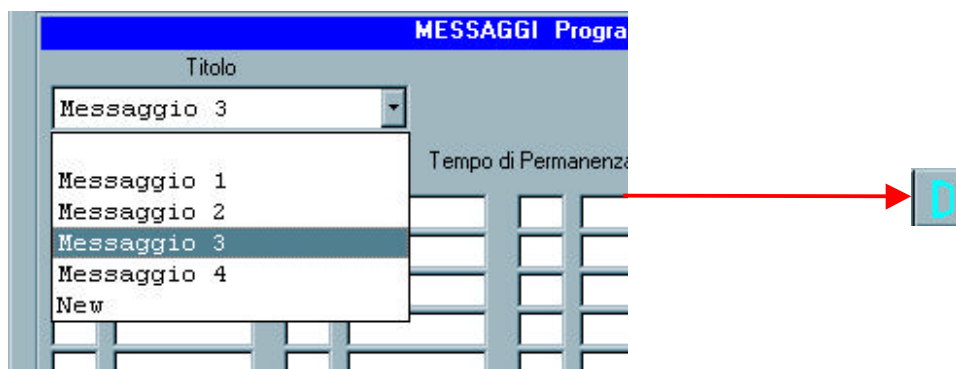 MESSAGGI Progra
Titolo
Messaggio 3
Tempo di Permanenza
Messaggio 1
Messaggio 2
Messaggio 3
Messaggio 4
New
D